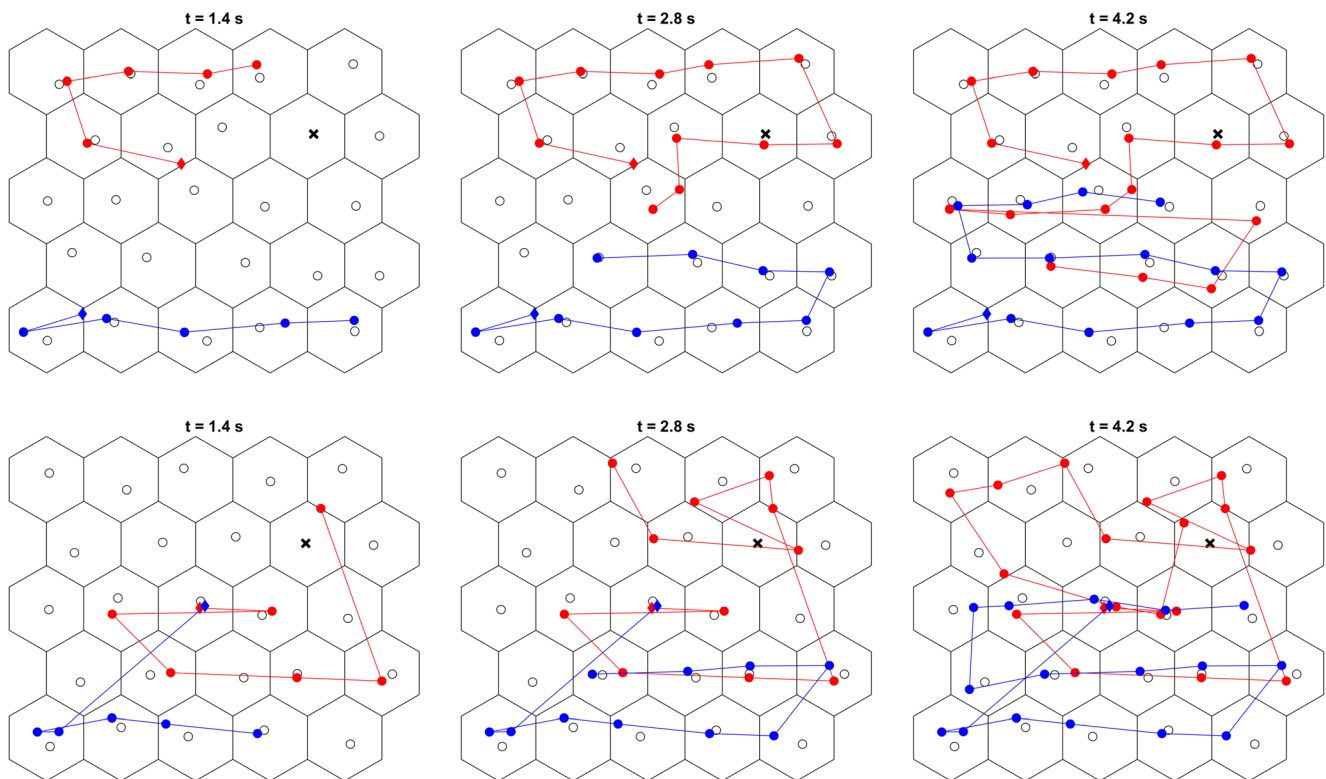 t = 1.4 s
t = 2.8 s
t = 4.2 s
t = 1.4 s
t = 2.8 s
t = 4.2 s